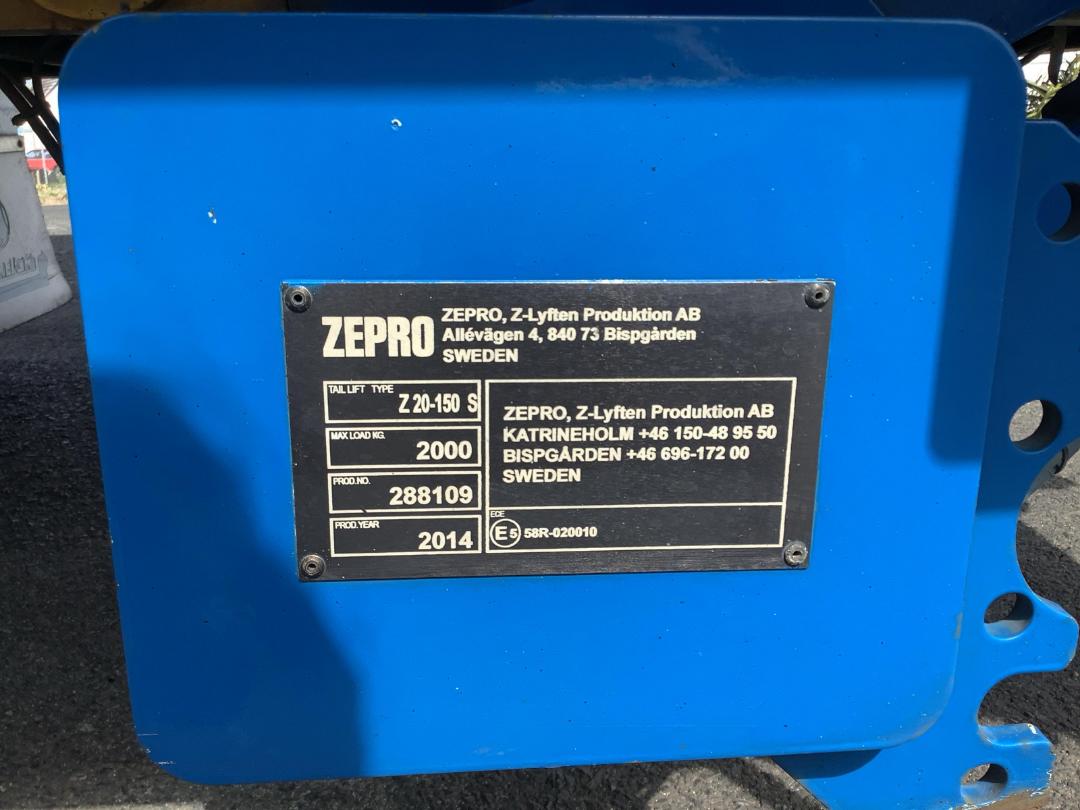 ZEPRO
ZEPRO, Z-Lyften Produktion AB
Allévägen 4, 840 73 Bispgården
SWEDEN
TAIL LIFT TYPE
Z 20-150 S
MAX LOAD KG.
2000
PROD.NO.
288109
PROD.YEAR
2014
ZEPRO, Z-Lyften Produktion AB
KATRINEHOLM +46 150-48 95 50
BISPGÅRDEN +46 696-172 00
SWEDEN
ECE
E5 58R-020010